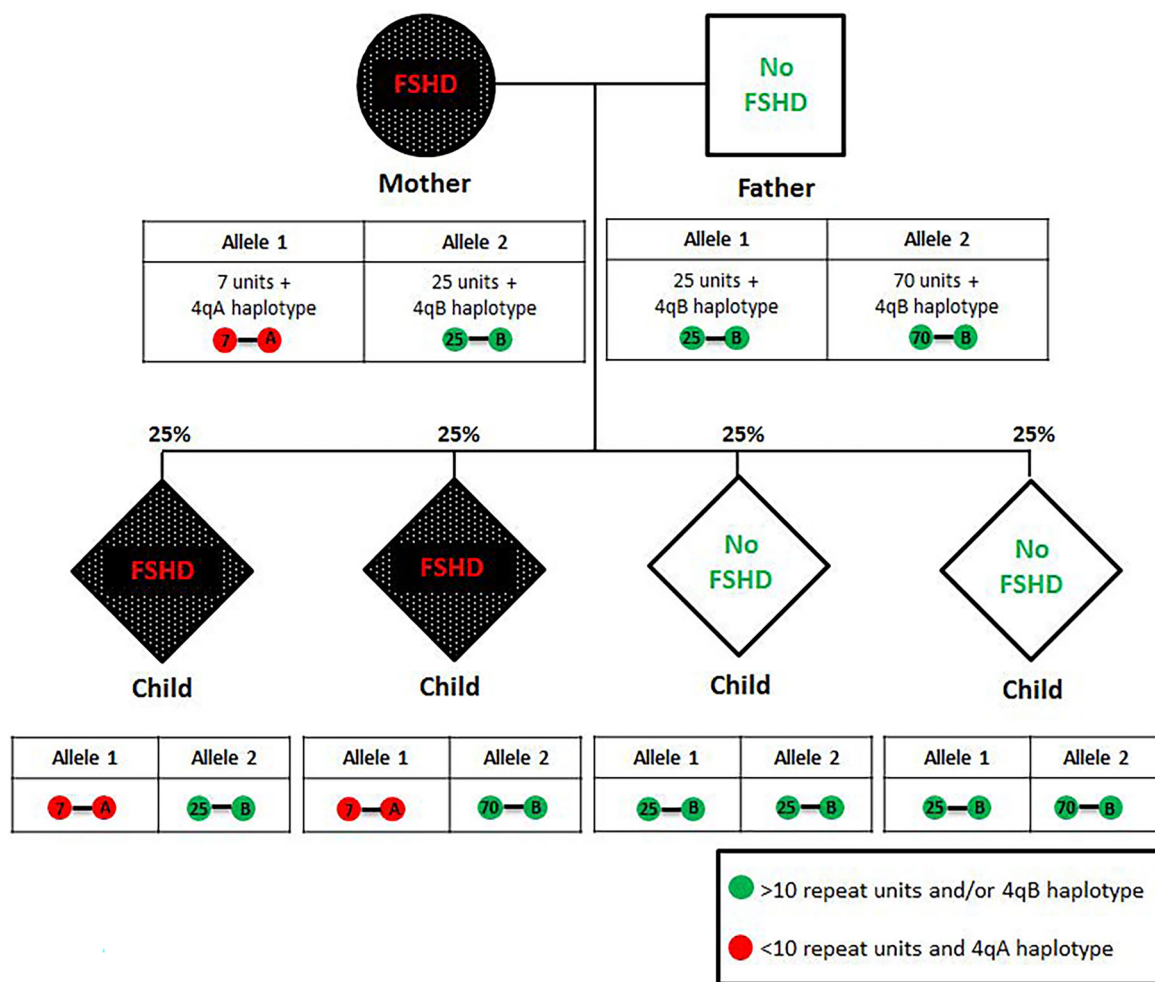 FSHD
No
FSHD
Mother
Father
Allele 1
Allele 2
7 units +
4qA haplotype
7 A
25 units +
4qB haplotype
25 B
Allele 1
Allele 2
25 units +
4qB haplotype
25 B
70 units +
4qB haplotype
70 B
25%
25%
25%
25%
FSHD
FSHD
No
FSHD
No
FSHD
Child
Child
Child
Child
Allele 1
Allele 2
7 A
25 B
Allele 1
Allele 2
7 A
70 B
Allele 1
Allele 2
25 B
25 B
Allele 1
Allele 2
25 B
70 B
>10 repeat units and/or 4qB haplotype
<10 repeat units and 4qA haplotype